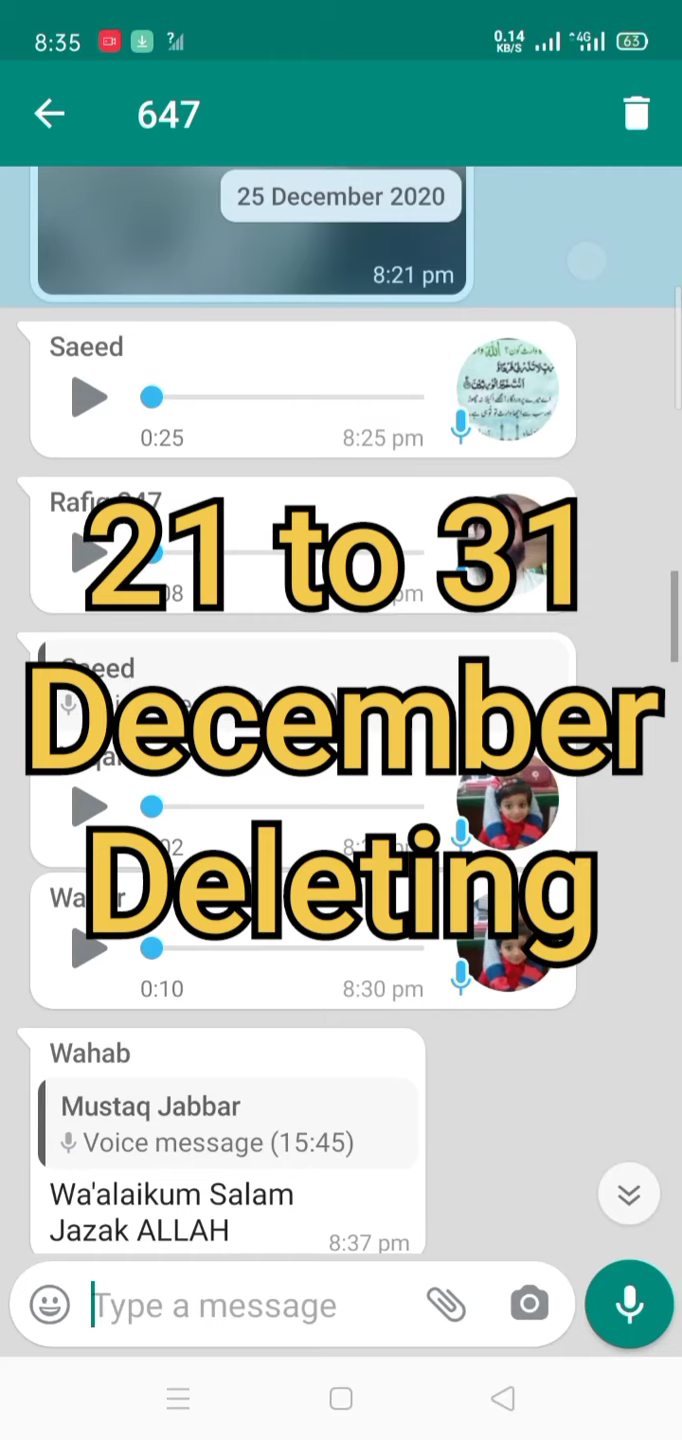 8:35
?
0.14
KB/S
4G
63
647
25 December 2020
8:21 pm
Saeed
0:25
8:25 pm
21 to 31
Saeed
December
Deleting
0:10
8:30 pm
Wahab
Mustaq Jabbar
Voice message (15:45)
Wa'alaikum Salam
Jazak ALLAH
8:37 pm
Type a message